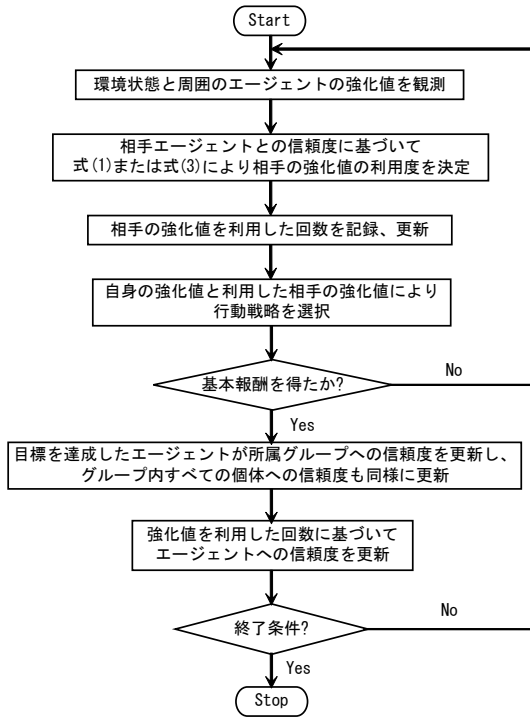 Start
環境状態と周囲のエージェントの強化値を観測
相手エージェントとの信頼度に基づいて
式(1)または式(3)により相手の強化値の利用度を決定
相手の強化値を利用した回数を記録、更新
自身の強化値と利用した相手の強化値により
行動戦略を選択
基本報酬を得たか?
No
Yes
目標を達成したエージェントが所属グループへの信頼度を更新し、
グループ内すべての個体への信頼度も同様に更新
強化値を利用した回数に基づいて
エージェントへの信頼度を更新
終了条件?
No
Yes
Stop